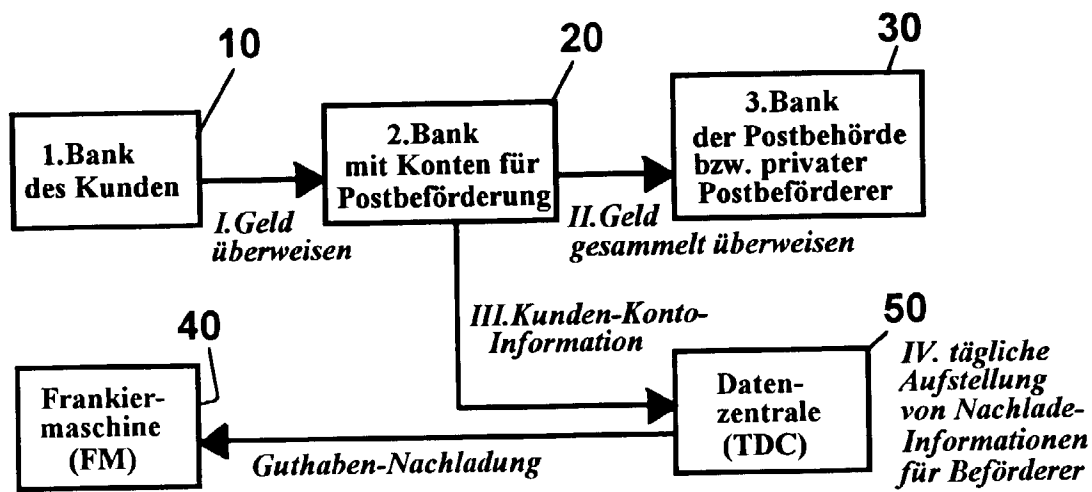 10
20
30
1.Bank
des Kunden
2.Bank
mit Konten für
Postbeförderung
3.Bank
der Postbehörde
bzw. privater
Postbeförderer
I.Geld
überweisen
II.Geld
gesammelt überweisen
III.Kunden-Konto-
Information
40
50
Frankier-
maschine
(FM)
Guthaben-Nachladung
Daten-
zentrale
(TDC)
IV. tägliche
Aufstellung
von Nachlade-
Informationen
für Beförderer